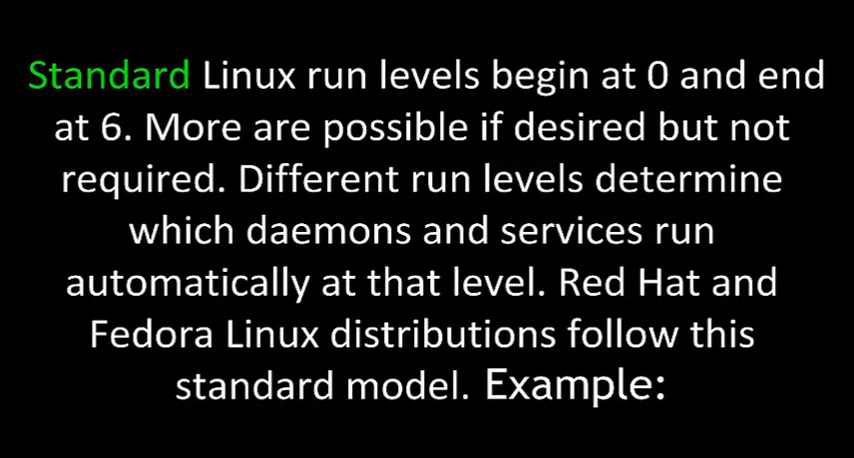 Standard Linux run levels begin at 0 and end
at 6. More are possible if desired but not
required. Different run levels determine
which daemons and services run
automatically at that level. Red Hat and
Fedora Linux distributions follow this
standard model. Example: